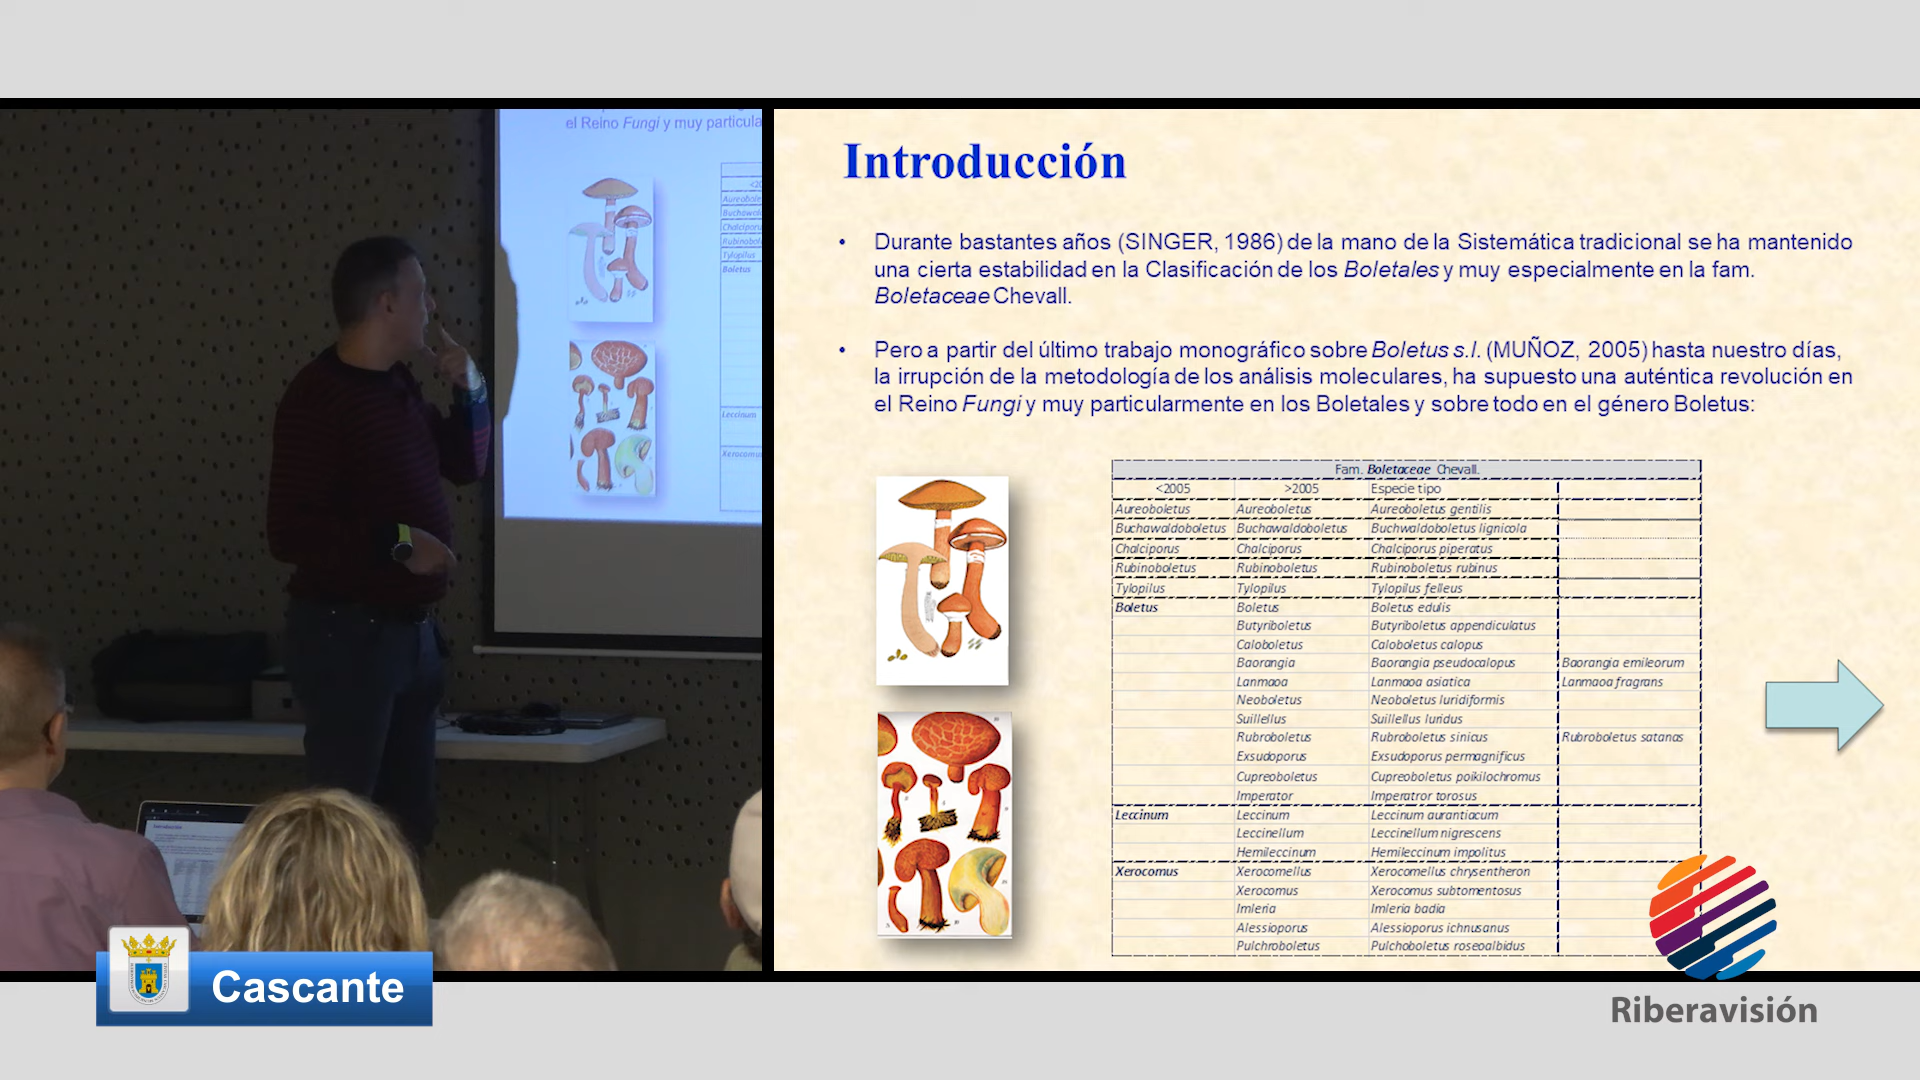 el Reino Fungi y muy particula
Aureobole
Buchawald
Chalciporu
Rubinobol
Tylopilus
Boletus
Leccinum
Xerocomu
Introducción
• Durante bastantes años (SINGER, 1986) de la mano de la Sistemática tradicional se ha mantenido
una cierta estabilidad en la Clasificación de los Boletales y muy especialmente en la fam.
Boletaceae Chevall.
• Pero a partir del último trabajo monográfico sobre Boletus s.l. (MUÑOZ, 2005) hasta nuestro días,
la irrupción de la metodología de los análisis moleculares, ha supuesto una auténtica revolución en
el Reino Fungi y muy particularmente en los Boletales y sobre todo en el género Boletus:
Fam. Boletaceae Chevall.
<2005 >2005 Especie tipo
Aureoboletus Aureoboletus Aureoboletus gentilis
Buchawaldoboletus Buchawaldoboletus Buchwaldoboletus lignicola
Chalciporus Chalciporus Chalciporus piperatus
Rubinoboletus Rubinoboletus Rubinoboletus rubinus
Tylopilus Tylopilus Tylopilus felleus
Boletus Boletus Boletus edulis
Butyriboletus Butyriboletus appendiculatus
Caloboletus Caloboletus calopus
Baorangia Baorangia pseudocalopus Baorangia emileorum
Lanmaoa Lanmaoa asiatica Lanmaoa fragrans
Neoboletus Neoboletus luridiformis
Suillellus Suillellus luridus
Rubroboletus Rubroboletus sinicus Rubroboletus satanas
Exsudoporus Exsudoporus permagnificus
Cupreoboletus Cupreoboletus poikilochromus
Imperator Imperatror torosus
Leccinum Leccinum Leccinum aurantiacum
Leccinellum Leccinellum nigrescens
Hemileccinum Hemileccinum impolitus
Xerocomus Xerocomellus Xerocomellus chrysentheron
Xerocomus Xerocomus subtomentosus
Imleria Imleria badia
Alessioporus Alessioporus ichnusanus
Pulchroboletus Pulchoboletus roseoalbidus
Cascante
Riberavisión